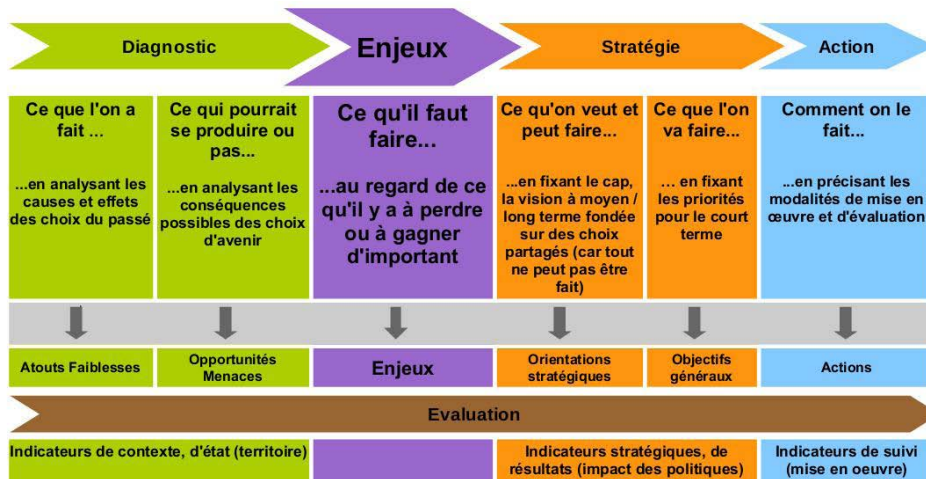 Diagnostic
Enjeux
Stratégie
Action
Ce que l'on a
fait ...
...en analysant les
causes et effets
des choix du passé
Ce qui pourrait
se produire ou
pas...
...en analysant les
conséquences
possibles des choix
d'avenir
Ce qu'il faut
faire...
...au regard de ce
qu'il y a à perdre
ou à gagner
d'important
Ce qu'on veut et
peut faire...
...en fixant le cap,
la vision à moyen /
long terme fondée
sur des choix
partagés (car tout
ne peut pas être
fait)
Ce que l'on
va faire...
... en fixant
les priorités
pour le court
terme
Comment on le
fait...
...en précisant les
modalités de mise en
œuvre et d'évaluation
Atouts Faiblesses
Opportunités
Menaces
Enjeux
Orientations
stratégiques
Objectifs
généraux
Actions
Evaluation
Indicateurs de contexte, d'état (territoire)
Indicateurs stratégiques, de
résultats (impact des politiques)
Indicateurs de suivi
(mise en oeuvre)